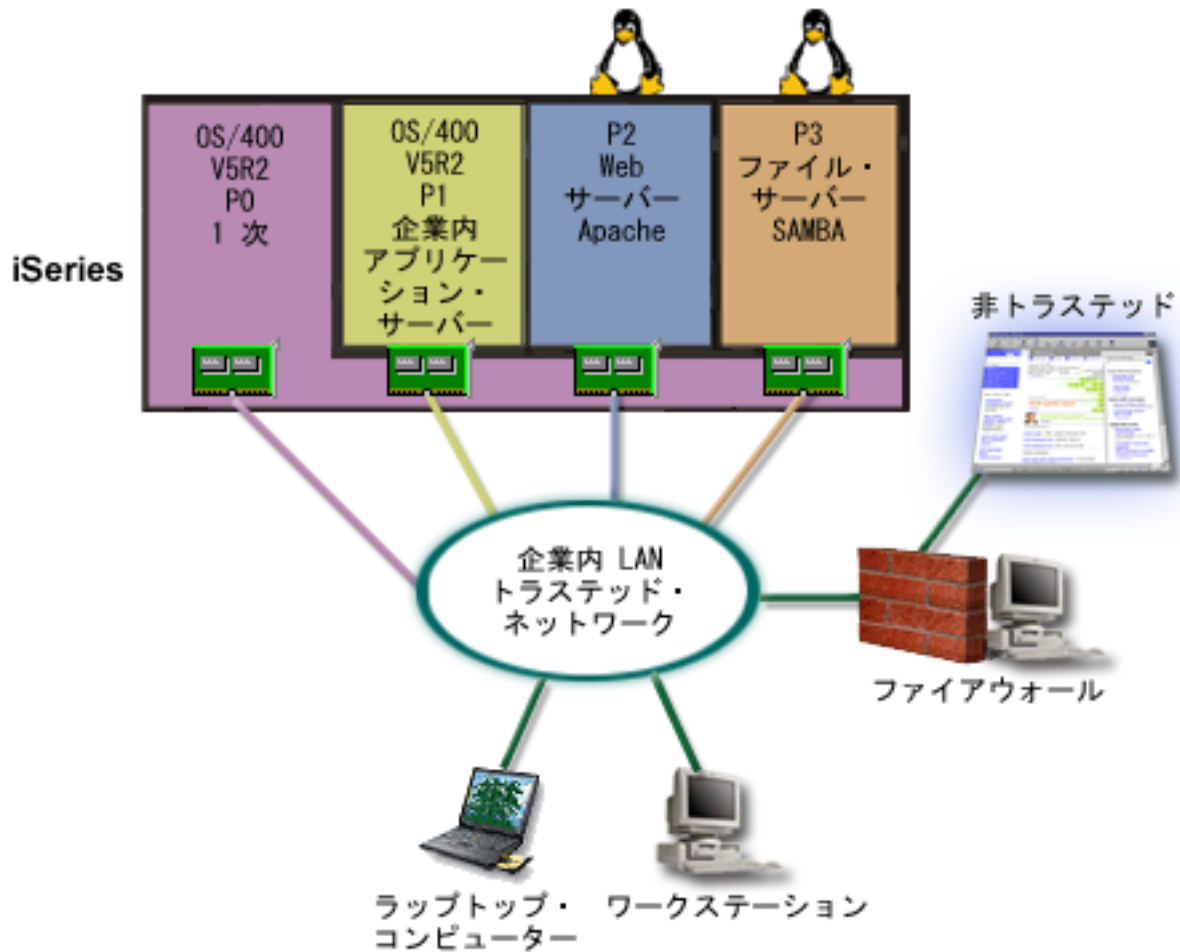 OS/400
V5R2
P0
1 次
OS/400
V5R2
P1
企業内
アプリケー
ション・
サーバー
P2
Web
サーバー
Apache
P3
ファイル・
サーバー
SAMBA
iSeries
非トラステッド
企業内 LAN
トラステッド・
ネットワーク
ファイアウォール
ラップトップ・
コンピューター
ワークステーション